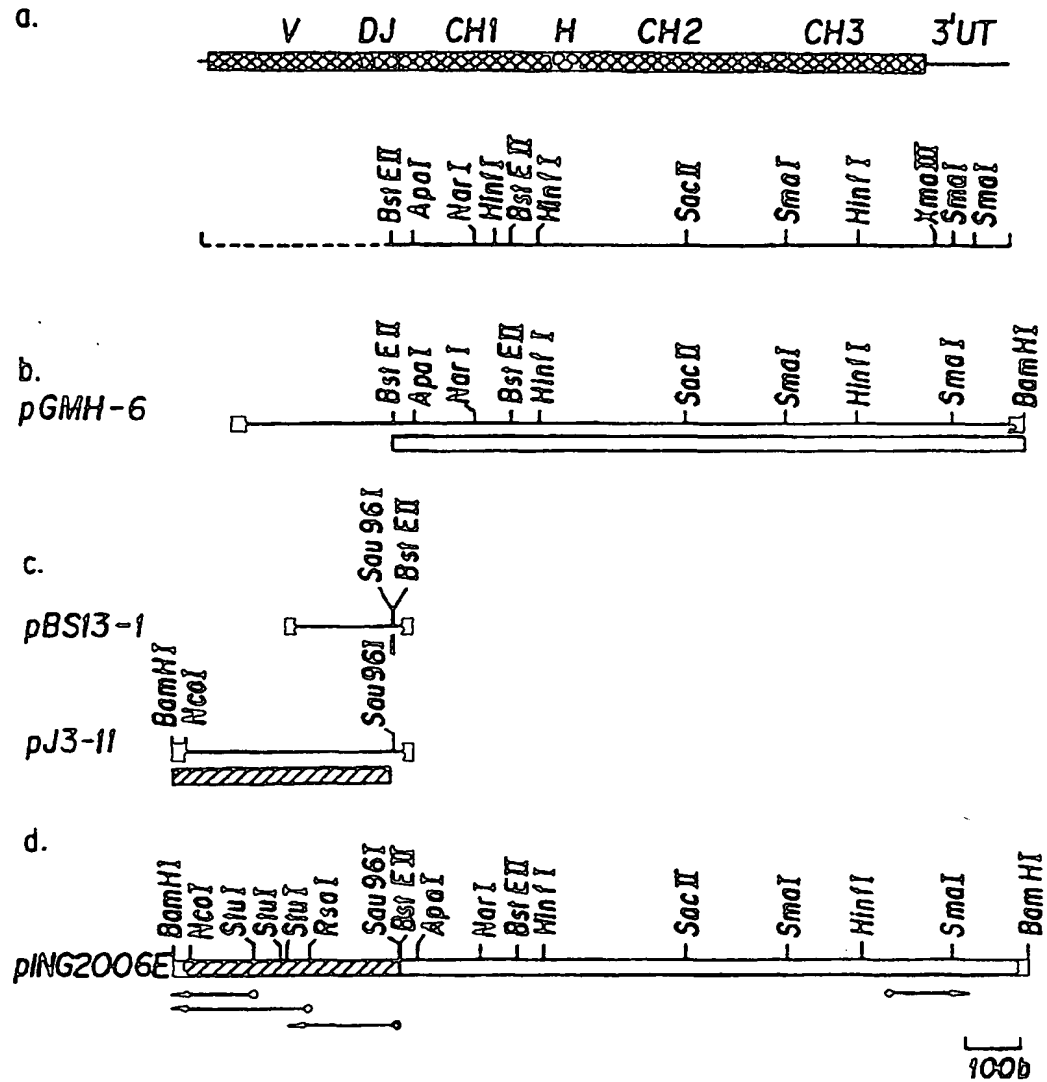 a.
V DJ CH1 H CH2 CH3 3'UT
BstEII ApaI NarI HinfI BstEII HinfI SacII SmaI HinfI XmaIII SmaI SmaI
b.
pGMH-6
BstEII ApaI NarI BstEII HinfI SacII SmaI HinfI SmaI BamHI
c.
Sau96I BstEII
pBS13-1
BamHI NcoI Sau96I
pJ3-11
d.
BamHI NcoI StuI StuI StuI RsaI Sau96I BstEII ApaI NarI BstEII HinfI SacII SmaI HinfI SmaI BamHI
pING2006E
100b